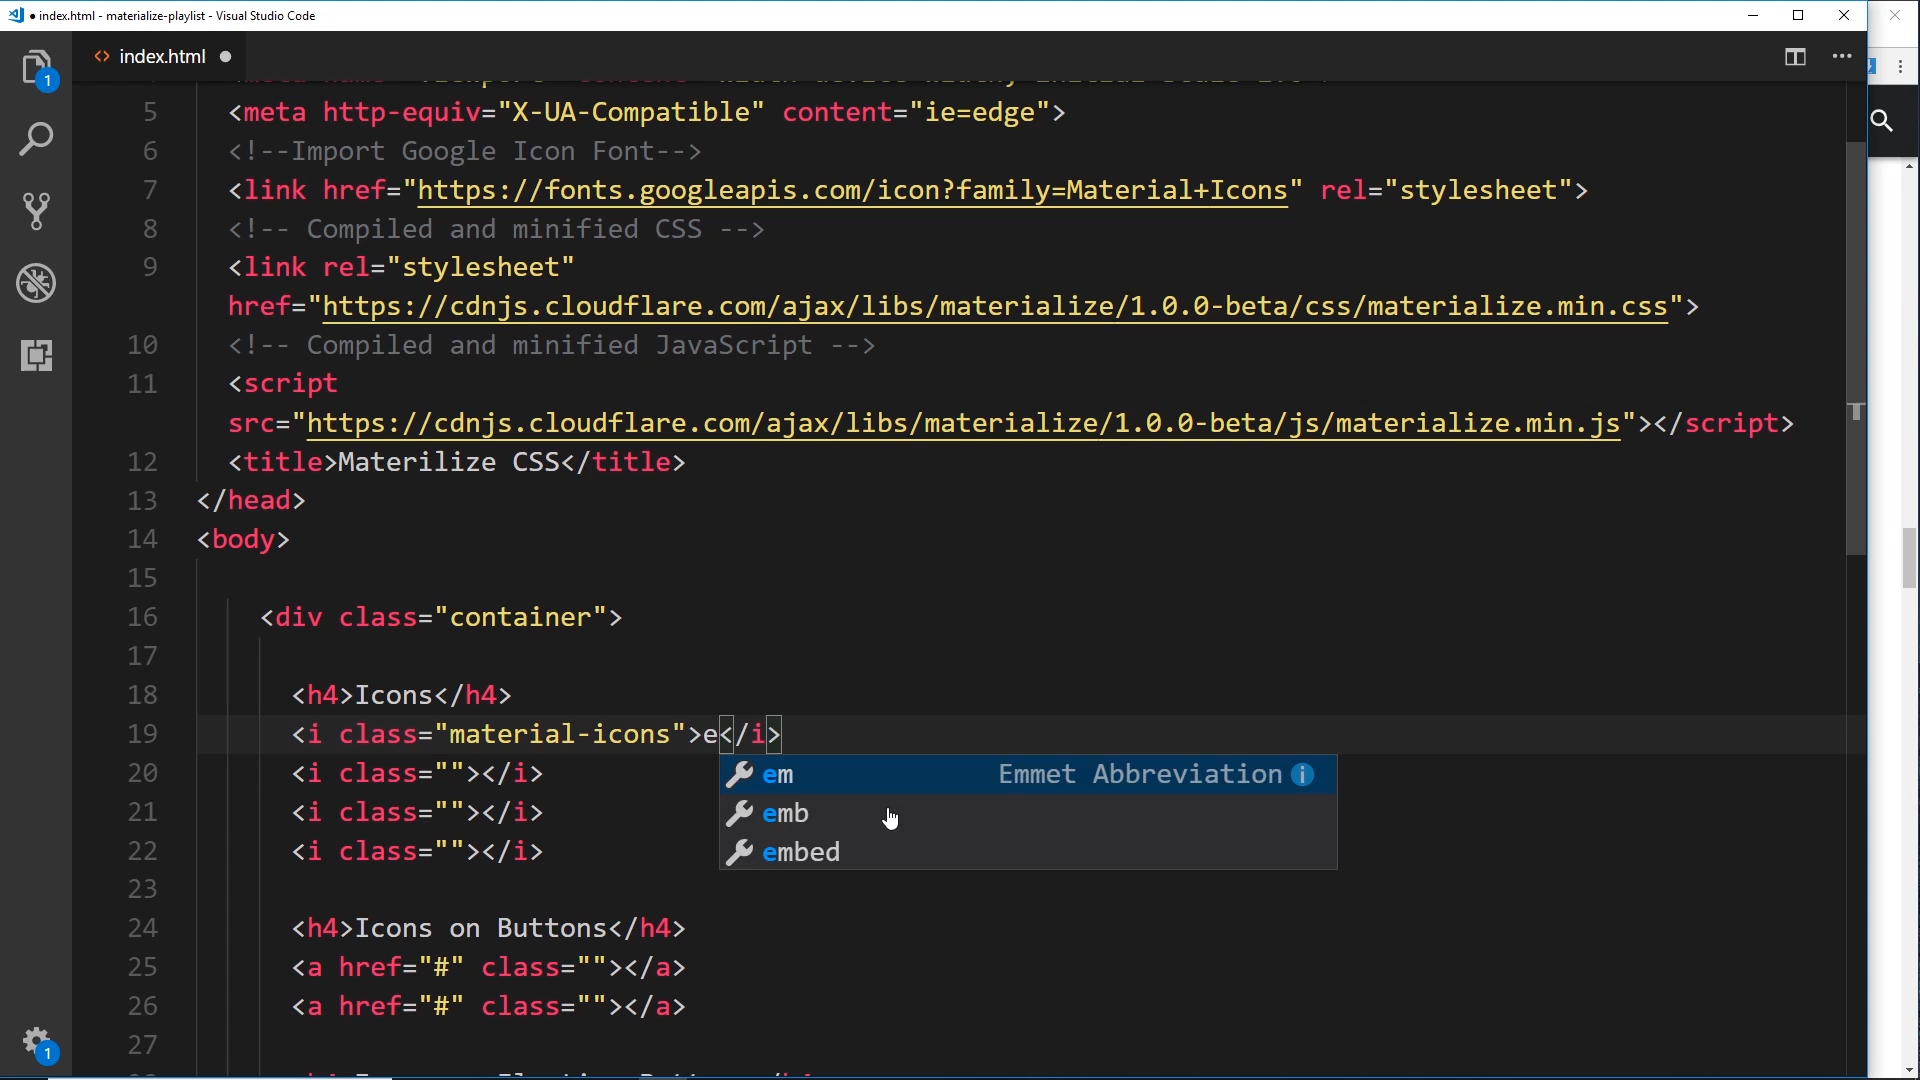 index.html - materialize-playlist - Visual Studio Code
index.html
1
5 <meta http-equiv="X-UA-Compatible" content="ie=edge">
6 <!--Import Google Icon Font-->
7 <link href="https://fonts.googleapis.com/icon?family=Material+Icons" rel="stylesheet">
8 <!-- Compiled and minified CSS -->
9 <link rel="stylesheet"
href="https://cdnjs.cloudflare.com/ajax/libs/materialize/1.0.0-beta/css/materialize.min.css">
10 <!-- Compiled and minified JavaScript -->
11 <script
src="https://cdnjs.cloudflare.com/ajax/libs/materialize/1.0.0-beta/js/materialize.min.js"></script>
12 <title>Materilize CSS</title>
13 </head>
14 <body>
15
16 <div class="container">
17
18 <h4>Icons</h4>
19 <i class="material-icons">e</i>
20 <i class=""></i>
em Emmet Abbreviation
21 <i class=""></i>
emb
22 <i class=""></i>
embed
23
24 <h4>Icons on Buttons</h4>
25 <a href="#" class=""></a>
26 <a href="#" class=""></a>
27
1